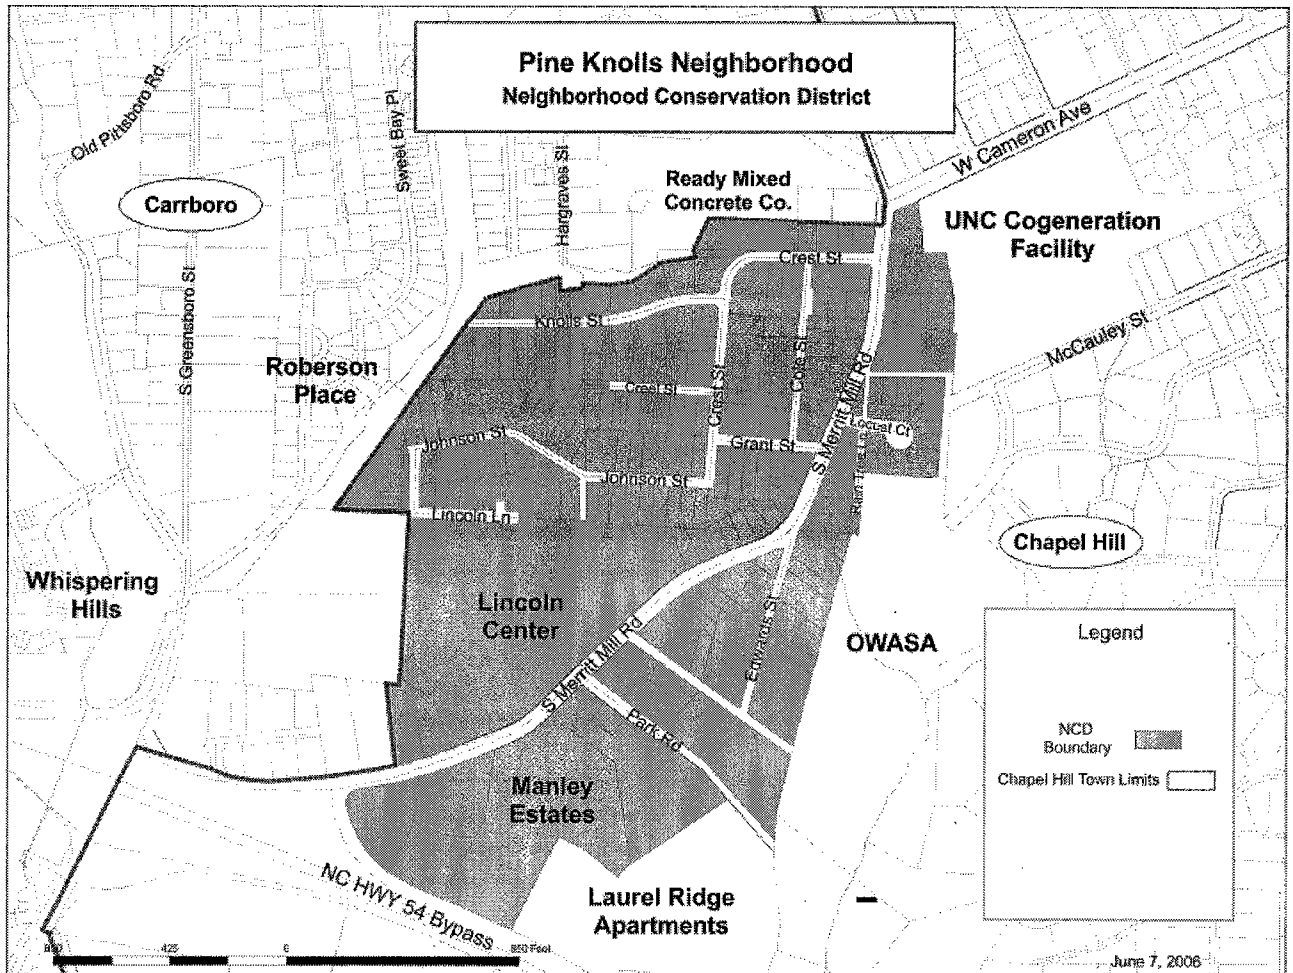 Pine Knolls Neighborhood
Neighborhood Conservation District
Old Pittsboro Rd
Sweet Bay Pl
Hargraves St
W Cameron Ave
Ready Mixed
Concrete Co.
Carrboro
UNC Cogeneration
Facility
Crest St
S Greensboro St
Knolls St
McCauley St
Roberson
Place
Crest St
Crest St
Cole St
S Merritt Mill Rd
Locust Ct
Johnson St
Grant St
Johnson St
Lincoln Ln
Chapel Hill
Whispering
Hills
Lincoln
Center
Edwards St
OWASA
S Merritt Mill Rd
Park Rd
Legend
NCD
Boundary
Chapel Hill Town Limits
Manley
Estates
NC HWY 54 Bypass
Laurel Ridge
Apartments
425
0
850 Feet
June 7, 2006